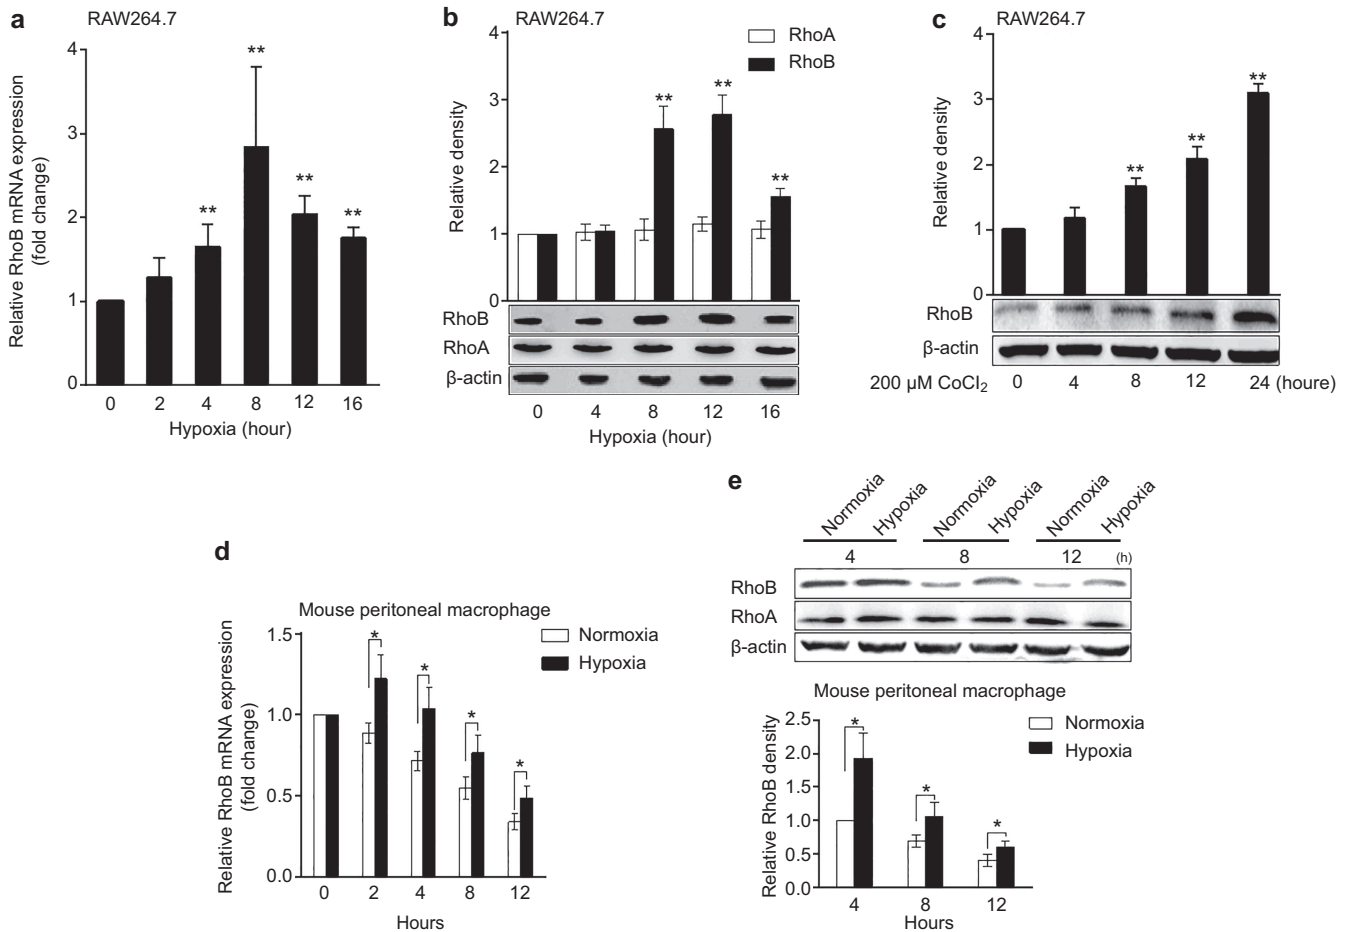 a
RAW264.7
Relative RhoB mRNA expression
(fold change)
4
3
2
1
0
**
**
**
**
0 2 4 8 12 16
Hypoxia (hour)
b
RAW264.7
RhoA
RhoB
Relative density
4
3
2
1
0
**
**
**
RhoB
RhoA
β-actin
0 4 8 12 16
Hypoxia (hour)
c
RAW264.7
Relative density
4
3
2
1
0
**
**
**
RhoB
β-actin
200 μM CoCl₂ 0 4 8 12 24 (houre)
d
Mouse peritoneal macrophage
Normoxia
Hypoxia
Relative RhoB mRNA expression
(fold change)
1.5
1.0
0.5
0.0
*
*
*
*
0 2 4 8 12
Hours
e
Normoxia Hypoxia Normoxia Hypoxia Normoxia Hypoxia
4 8 12 (h)
RhoB
RhoA
β-actin
Mouse peritoneal macrophage
Normoxia
Hypoxia
Relative RhoB density
2.5
2.0
1.5
1.0
0.5
0.0
*
*
*
4 8 12
Hours